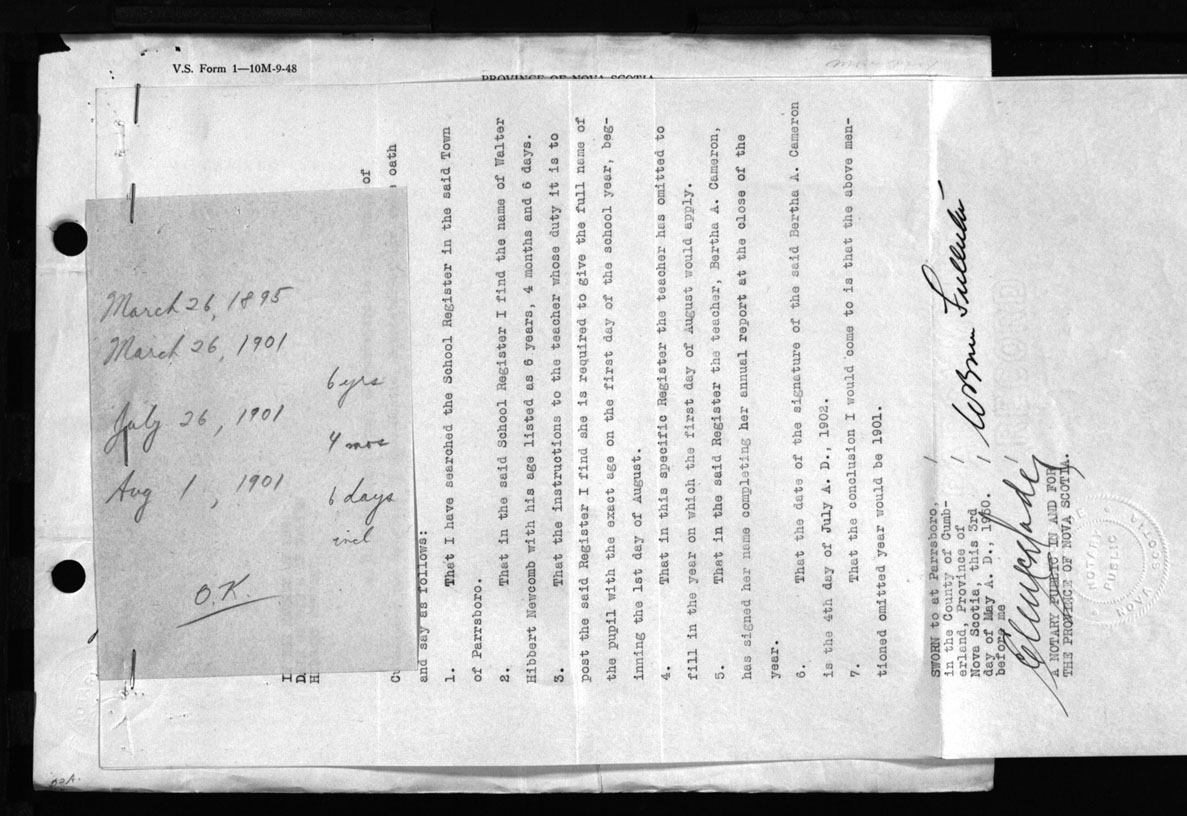 V.S. Form 1—10M-9-48
PROVINCE OF NOVA SCOTIA
March 26, 1895
March 26, 1901
6 yrs
July 26, 1901
4 mos
Aug 1, 1901
6 days
incl
O.K.
of
oath
and say as follows:
1. That I have searched the School Register in the said Town
of Parrsboro.
2. That in the said School Register I find the name of Walter
Hibbert Newcomb with his age listed as 6 years, 4 months and 6 days.
3. That the instructions to the teacher whose duty it is to
post the said Register I find she is required to give the full name of
the pupil with the exact age on the first day of the school year, beg-
inning the 1st day of August.
4. That in this specific Register the teacher has omitted to
fill in the year on which the first day of August would apply.
5. That in the said Register the teacher, Bertha A. Cameron,
has signed her name completing her annual report at the close of the
year.
6. That the date of the signature of the said Bertha A. Cameron
is the 4th day of July A. D., 1902.
7. That the conclusion I would come to is that the above men-
tioned omitted year would be 1901.
SWORN to at Parrsboro,
in the County of Cumb-
erland, Province of
Nova Scotia, this 3rd
day of May A. D., 1950.
before me
A NOTARY PUBLIC IN AND FOR
THE PROVINCE OF NOVA SCOTIA.
NOTARY
PUBLIC
NOVA SCOTIA